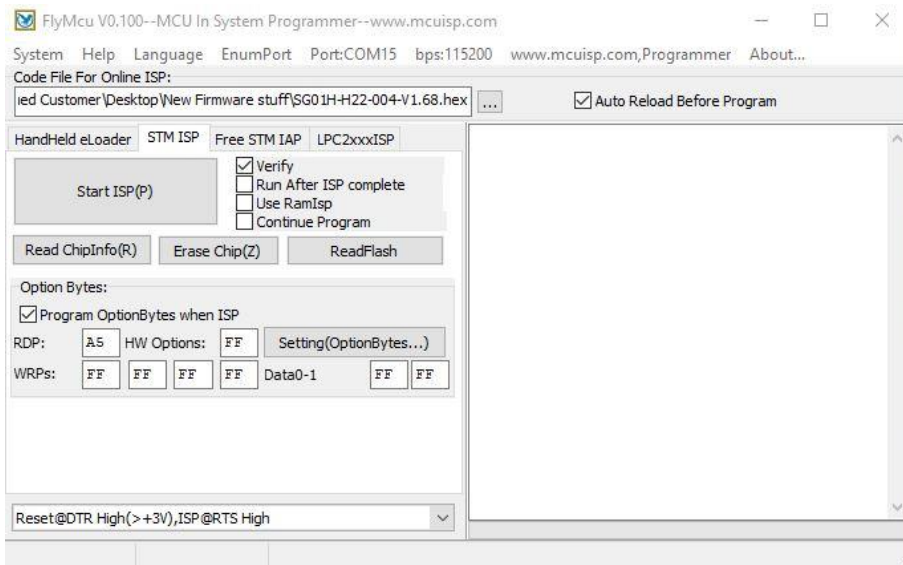 FlyMcu V0.100--MCU In System Programmer--www.mcuisp.com
System Help Language EnumPort Port:COM15 bps:115200 www.mcuisp.com,Programmer About...
Code File For Online ISP:
ied Customer\Desktop\New Firmware stuff\SG01H-H22-004-V1.68.hex ... Auto Reload Before Program
HandHeld eLoader STM ISP Free STM IAP LPC2xxxISP
Start ISP(P)
Verify
Run After ISP complete
Use RamIsp
Continue Program
Read ChipInfo(R) Erase Chip(Z) ReadFlash
Option Bytes:
Program OptionBytes when ISP
RDP: A5 HW Options: FF Setting(OptionBytes...)
WRPs: FF FF FF FF Data0-1 FF FF
Reset@DTR High(>+3V),ISP@RTS High